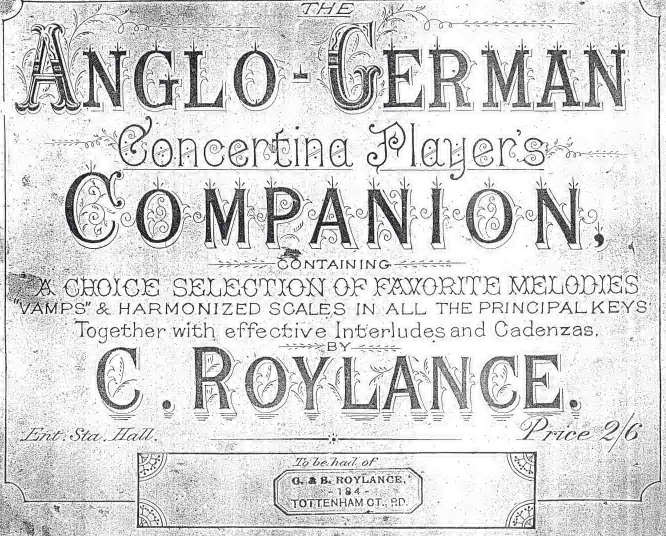 THE
ANGLO-GERMAN
Concertina Player's
COMPANION,
CONTAINING
A CHOICE SELECTION OF FAVORITE MELODIES
"VAMPS" & HARMONIZED SCALES IN ALL THE PRINCIPAL KEYS
Together with effective Interludes and Cadenzas.
BY
C. ROYLANCE.
Ent. Sta. Hall.
Price 2/6
To be had of
C. & B. ROYLANCE,
- 184 -
TOTTENHAM CT., RD.